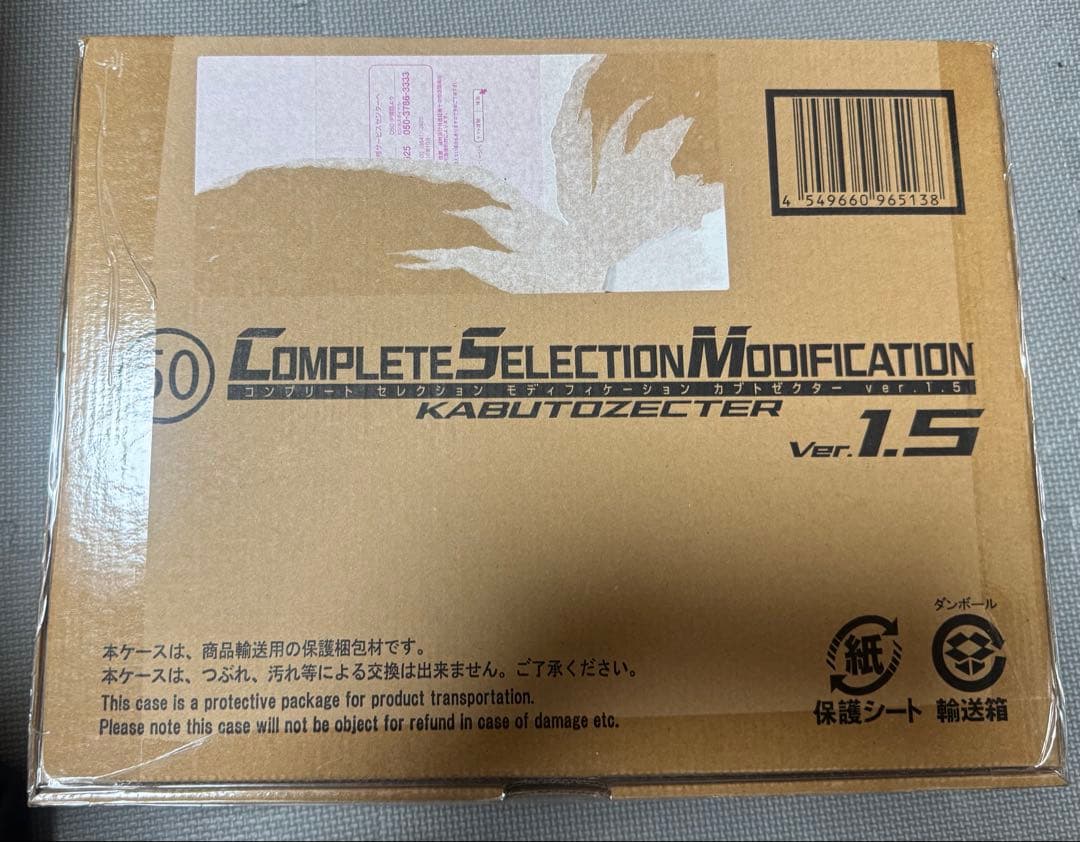 050-3786-3333
4 549660 965138
50
COMPLETE SELECTION MODIFICATION
コンプリート セレクション モディフィケーション カブトゼクター ver.1.5
KABUTOZECTER
Ver.1.5
本ケースは、商品輸送用の保護梱包材です。
本ケースは、つぶれ、汚れ等による交換は出来ません。ご了承ください。
This case is a protective package for product transportation.
Please note this case will not be object for refund in case of damage etc.
紙
保護シート
ダンボール
輸送箱